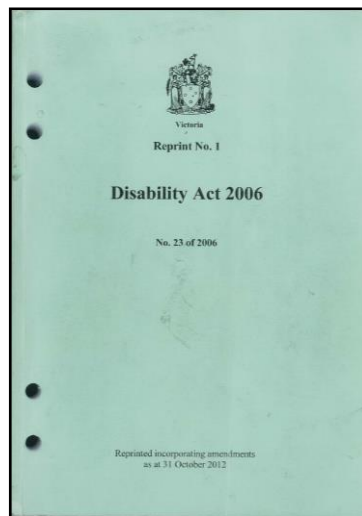 Victoria
Reprint No. 1
Disability Act 2006
No. 23 of 2006
Reprinted incorporating amendments
as at 31 October 2012